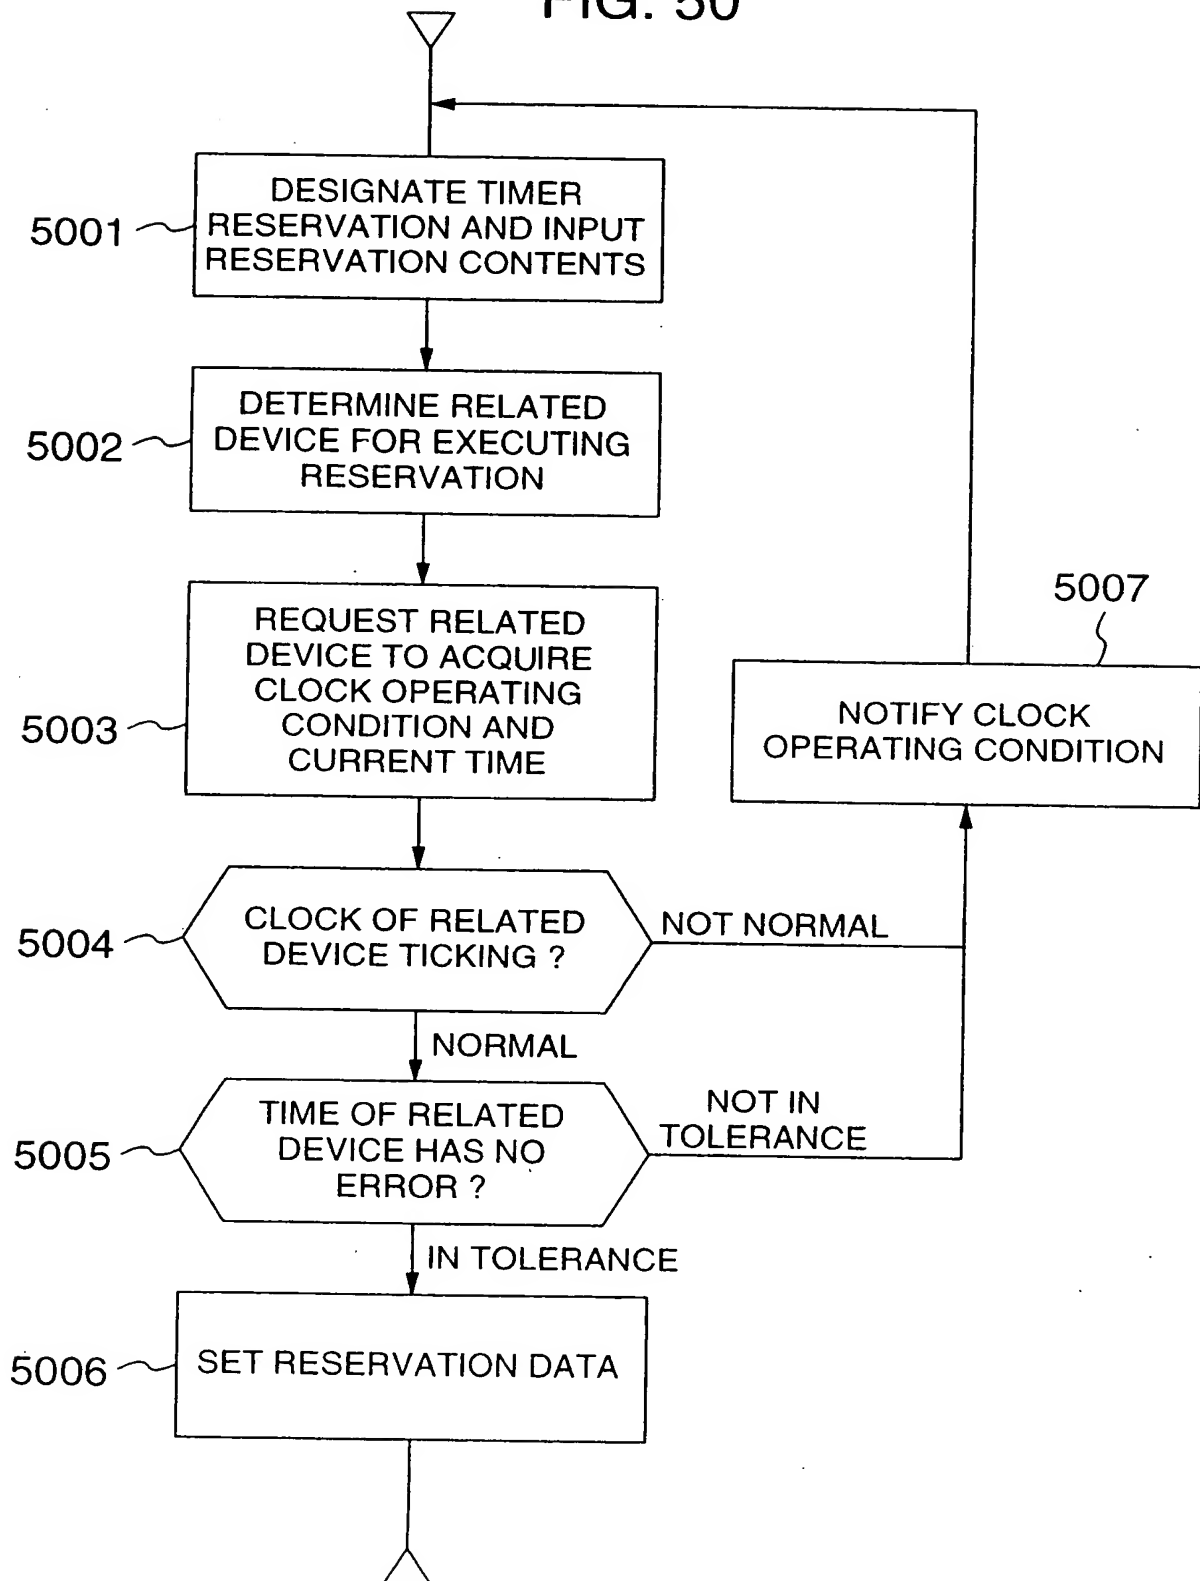 FIG. 50
5001
DESIGNATE TIMER
RESERVATION AND INPUT
RESERVATION CONTENTS
5002
DETERMINE RELATED
DEVICE FOR EXECUTING
RESERVATION
5003
REQUEST RELATED
DEVICE TO ACQUIRE
CLOCK OPERATING
CONDITION AND
CURRENT TIME
5007
NOTIFY CLOCK
OPERATING CONDITION
5004
CLOCK OF RELATED
DEVICE TICKING ?
NOT NORMAL
NORMAL
5005
TIME OF RELATED
DEVICE HAS NO
ERROR ?
NOT IN
TOLERANCE
IN TOLERANCE
5006
SET RESERVATION DATA